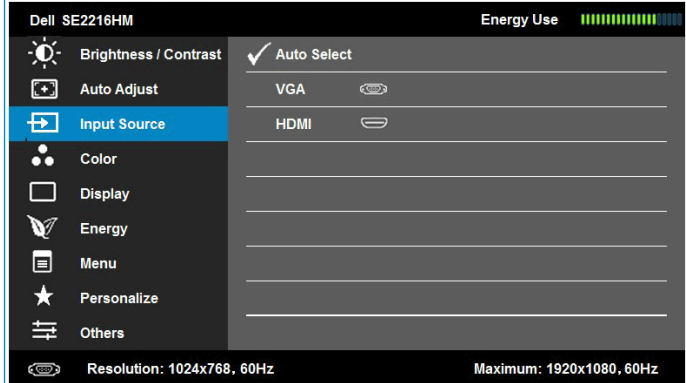 Dell SE2216HM Energy Use
Brightness / Contrast Auto Select
Auto Adjust VGA
Input Source HDMI
Color
Display
Energy
Menu
Personalize
Others
Resolution: 1024x768, 60Hz Maximum: 1920x1080, 60Hz